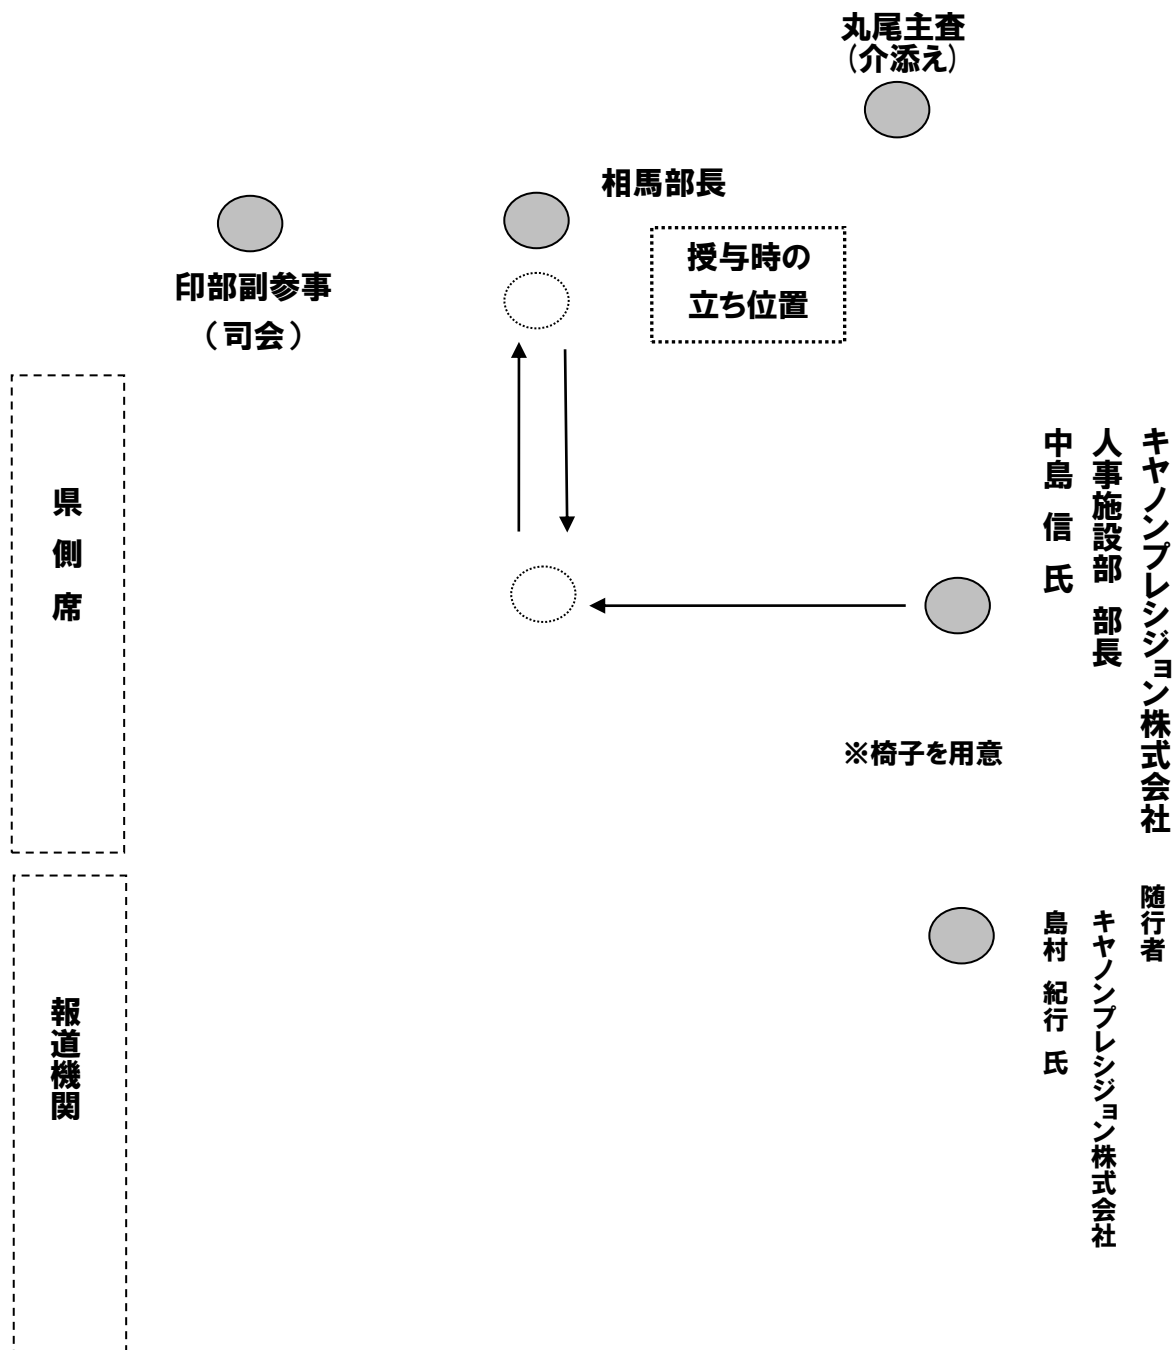 丸尾主査
（介添え）
相馬部長
授与時の
立ち位置
印部副参事
（司会）
県側席
キヤノンプレシジョン株式会社
人事施設部 部長
中島 信 氏
※椅子を用意
随行者
キヤノンプレシジョン株式会社
島村 紀行 氏
報道機関